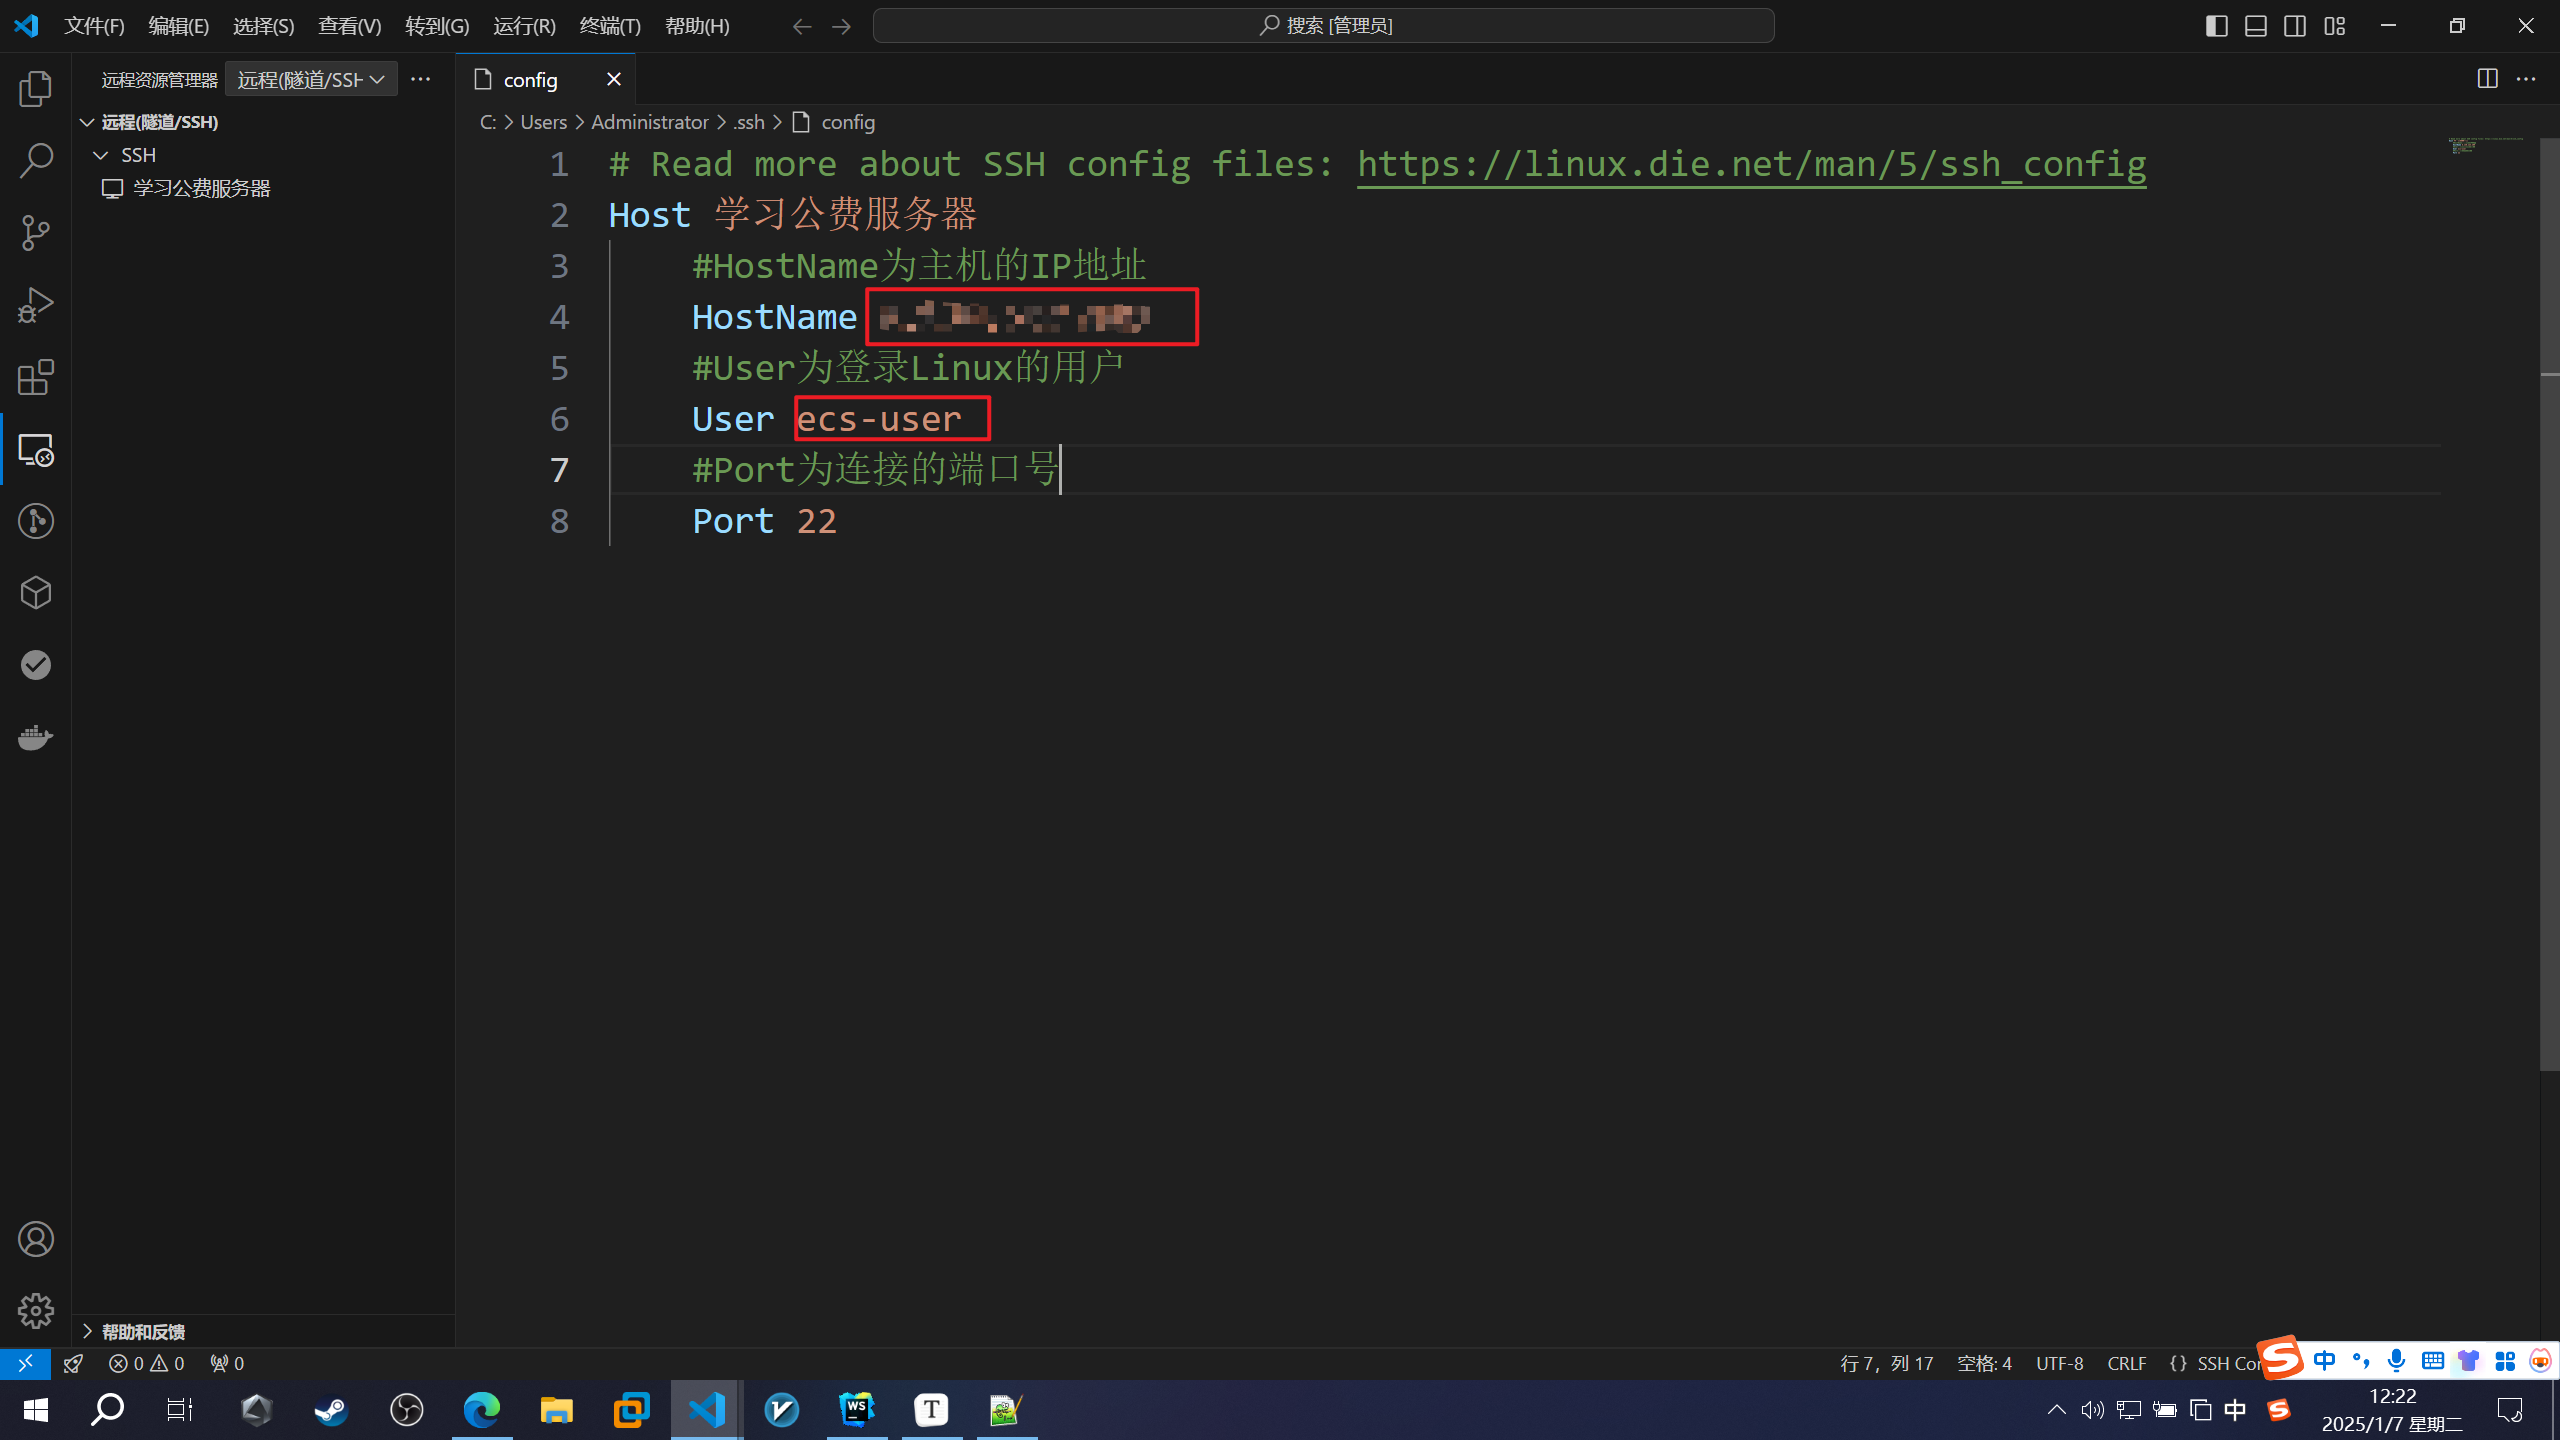 文件(F) 编辑(E) 选择(S) 查看(V) 转到(G) 运行(R) 终端(T) 帮助(H)
搜索 [管理员]
远程资源管理器 远程(隧道/SSH
远程(隧道/SSH)
SSH
学习公费服务器
config
C: > Users > Administrator > .ssh > config
1 # Read more about SSH config files: https://linux.die.net/man/5/ssh_config
2 Host 学习公费服务器
3 #HostName为主机的IP地址
4 HostName
5 #User为登录Linux的用户
6 User ecs-user
7 #Port为连接的端口号
8 Port 22
帮助和反馈
0 0 0
行 7，列 17 空格: 4 UTF-8 CRLF {} SSH Con
中
WS T
中
12:22
2025/1/7 星期二